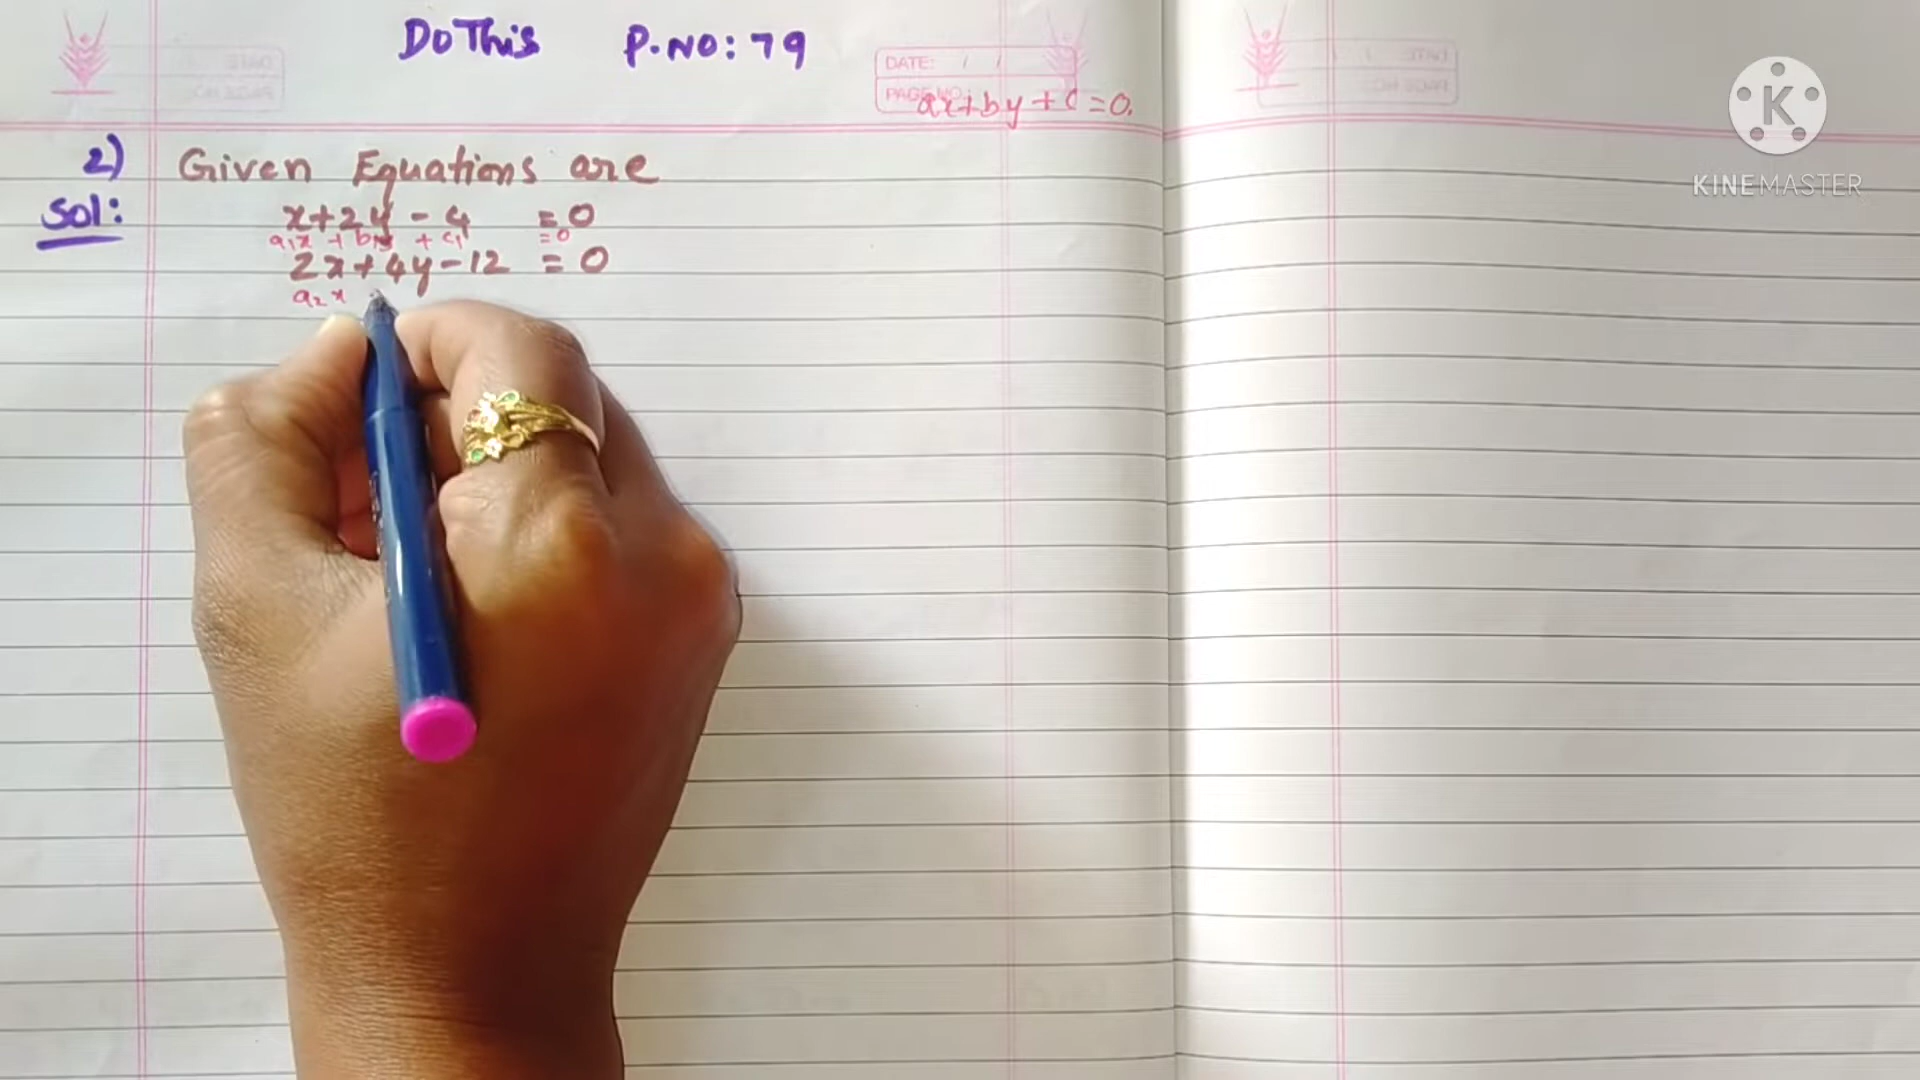 Do This P.NO: 79
DATE: / /
PAGE NO.:
ax+by+c=0.
KINEMASTER
2) Given Equations are
Sol: x+2y-4 =0
a₁x + b₁y + c₁ =0
2x+4y-12 =0
a₂x